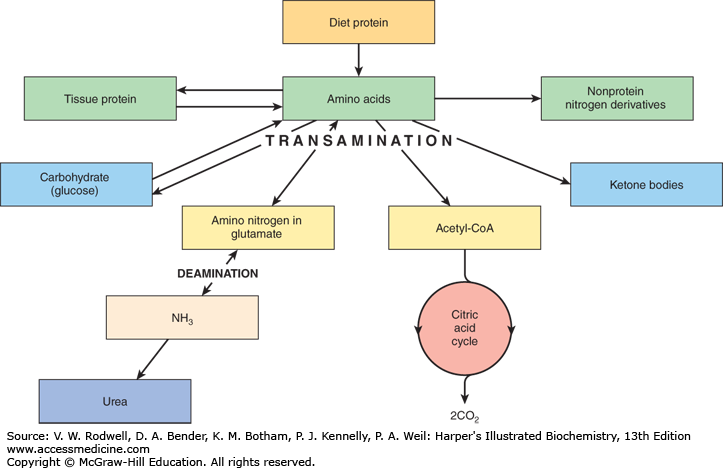 Diet protein
Tissue protein
Amino acids
Nonprotein
nitrogen derivatives
TRANSAMINATION
Carbohydrate
(glucose)
Ketone bodies
Amino nitrogen in
glutamate
Acetyl-CoA
DEAMINATION
NH₃
Citric
acid
cycle
Urea
2CO₂
Source: V. W. Rodwell, D. A. Bender, K. M. Botham, P. J. Kennelly, P. A. Weil: Harper's Illustrated Biochemistry, 13th Edition
www.accessmedicine.com
Copyright © McGraw-Hill Education. All rights reserved.